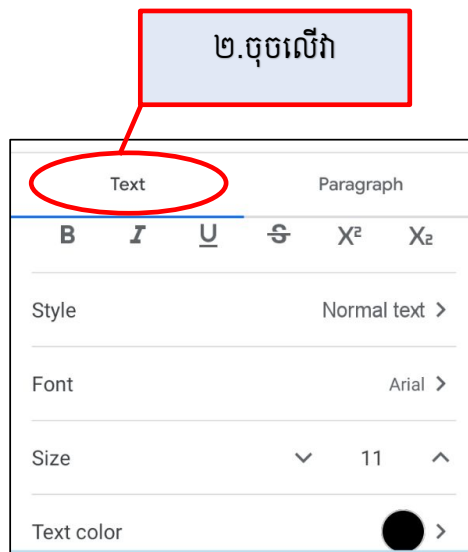 ២.ចុចលើវា
Text Paragraph
B I U S X² X₂
Style Normal text
Font Arial
Size 11
Text color